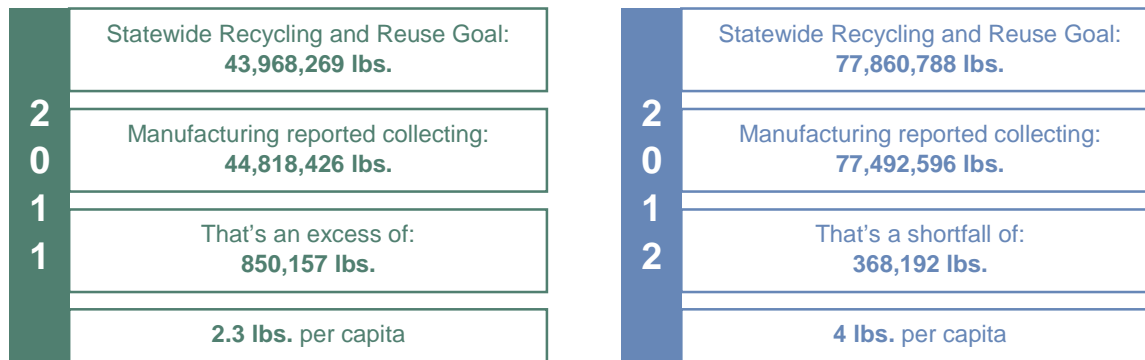 2011
Statewide Recycling and Reuse Goal:
43,968,269 lbs.
Manufacturing reported collecting:
44,818,426 lbs.
That's an excess of:
850,157 lbs.
2.3 lbs. per capita
2012
Statewide Recycling and Reuse Goal:
77,860,788 lbs.
Manufacturing reported collecting:
77,492,596 lbs.
That's a shortfall of:
368,192 lbs.
4 lbs. per capita